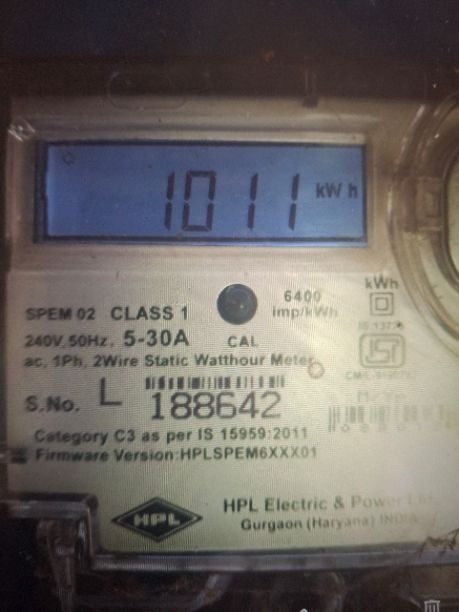 1011 kWh
SPEM 02 CLASS 1
6400
imp/kWh
kWh
240V, 50Hz, 5-30A
CAL
ac, 1Ph, 2Wire Static Watthour Meter
ISI
S.No. L 188642
Category C3 as per IS 15959:2011
Firmware Version:HPLSPEM6XXX01
HPL
HPL Electric & Power
Gurgaon (Haryana) INDIA